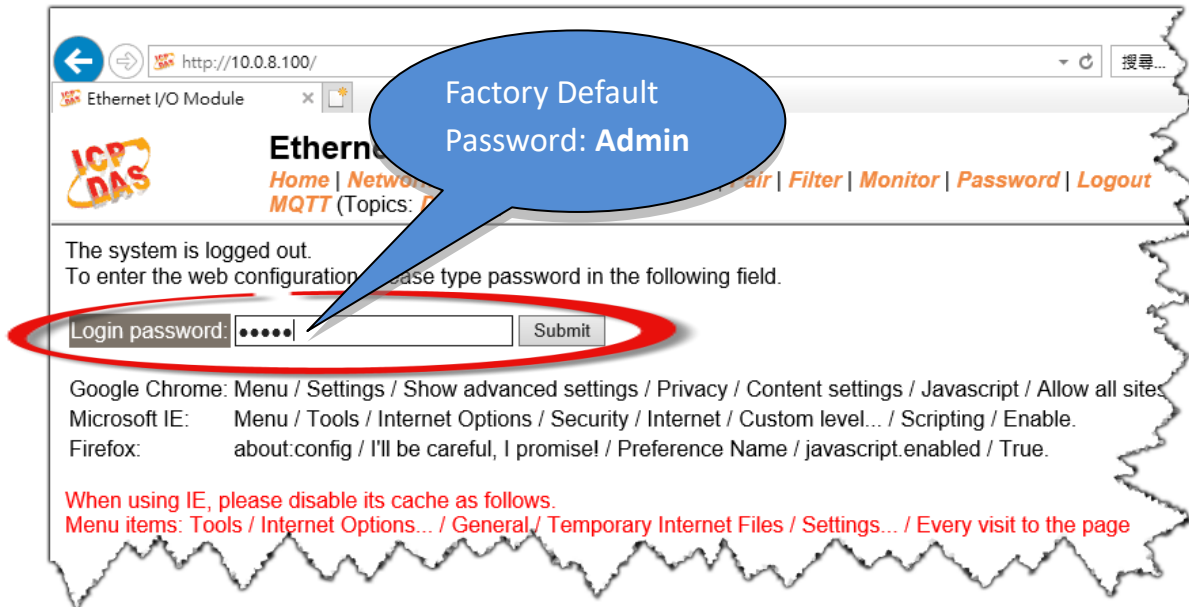 http://10.0.8.100/
搜尋...
Ethernet I/O Module
Factory Default
Password: Admin
ICP
DAS
Home | | Filter | Monitor | Password | Logout
MQTT (Topics:
The system is logged out.
To enter the web configuration type password in the following field.
Login password: ●●●●● Submit
Google Chrome: Menu / Settings / Show advanced settings / Privacy / Content settings / Javascript / Allow all sites
Microsoft IE: Menu / Tools / Internet Options / Security / Internet / Custom level... / Scripting / Enable.
Firefox: about:config / I'll be careful, I promise! / Preference Name / javascript.enabled / True.
When using IE, please disable its cache as follows.
Menu items: Tools / Internet Options... / General / Temporary Internet Files / Settings... / Every visit to the page